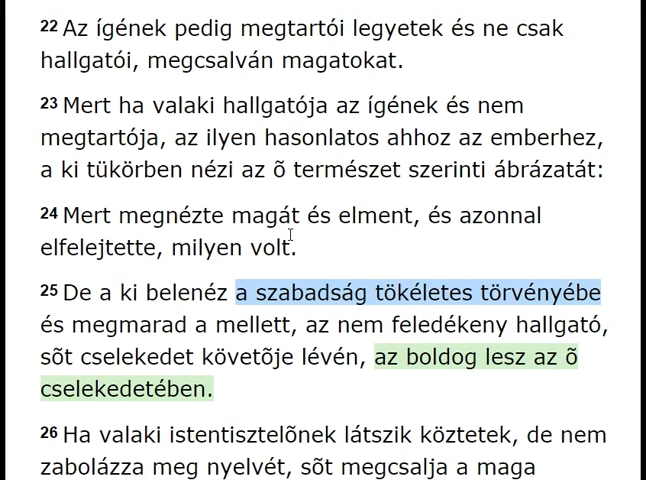 22 Az ígének pedig megtartói legyetek és ne csak
hallgatói, megcsalván magatokat.
23 Mert ha valaki hallgatója az ígének és nem
megtartója, az ilyen hasonlatos ahhoz az emberhez,
a ki tükörben nézi az õ természet szerinti ábrázatát:
24 Mert megnézte magát és elment, és azonnal
elfelejtette, milyen volt.
25 De a ki belenéz a szabadság tökéletes törvényébe
és megmarad a mellett, az nem feledékeny hallgató,
sõt cselekedet követõje lévén, az boldog lesz az õ
cselekedetében.
26 Ha valaki istentisztelõnek látszik köztetek, de nem
zabolázza meg nyelvét, sõt megcsalja a maga